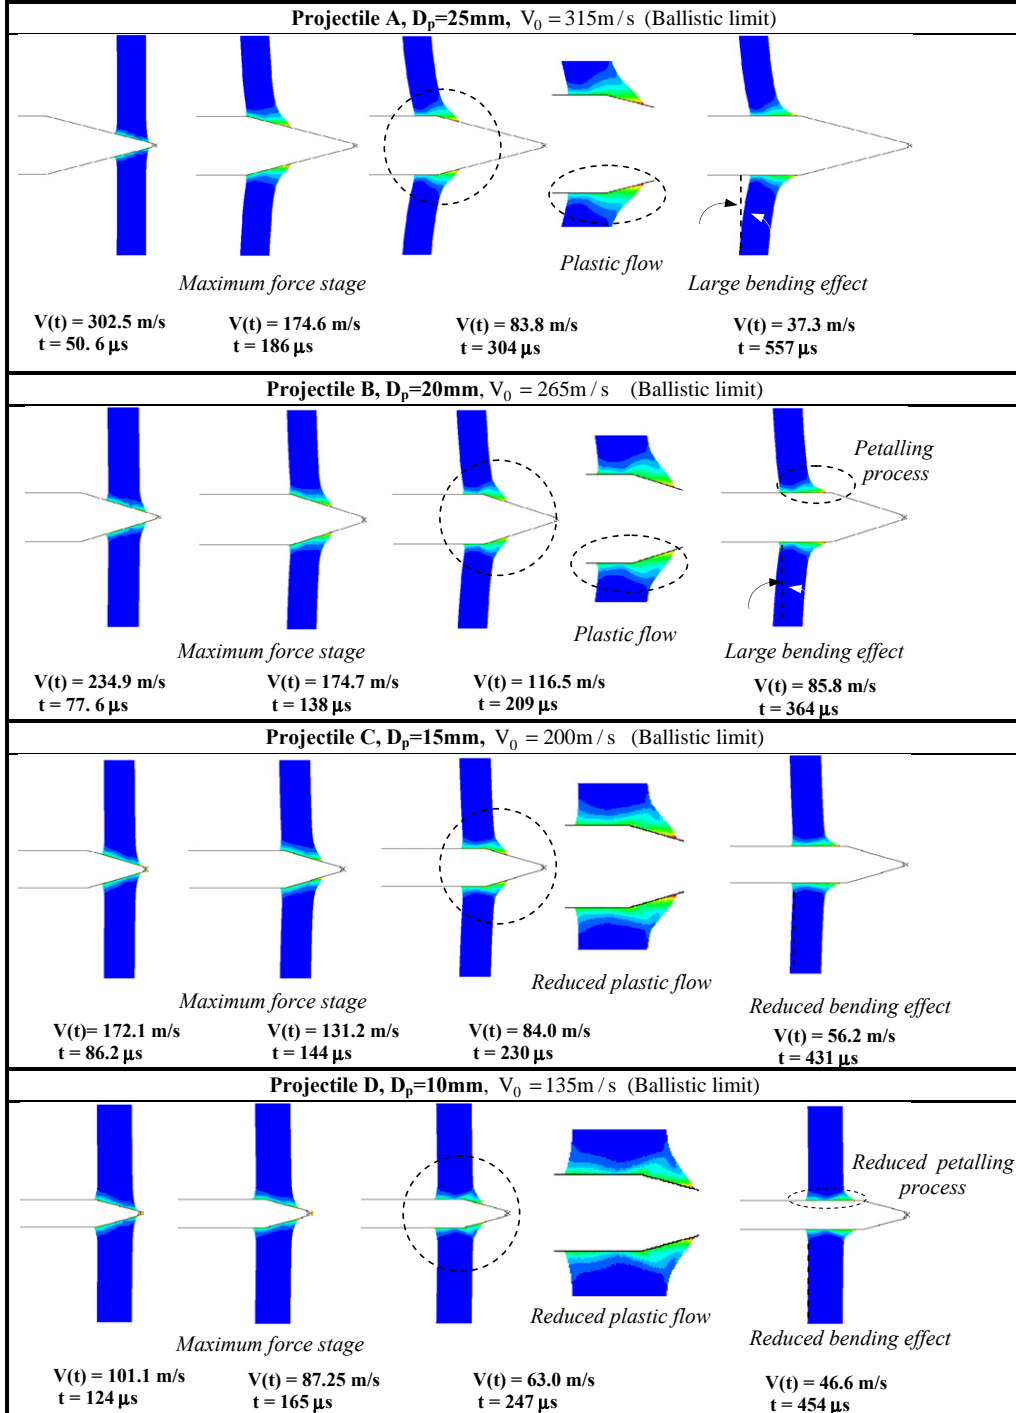 Projectile A, Dp=25mm, V0 = 315m/s (Ballistic limit)
Plastic flow
Maximum force stage
Large bending effect
V(t) = 302.5 m/s
t = 50. 6 μs
V(t) = 174.6 m/s
t = 186 μs
V(t) = 83.8 m/s
t = 304 μs
V(t) = 37.3 m/s
t = 557 μs
Projectile B, Dp=20mm, V0 = 265m/s (Ballistic limit)
Petalling
process
Plastic flow
Maximum force stage
Large bending effect
V(t) = 234.9 m/s
t = 77. 6 μs
V(t) = 174.7 m/s
t = 138 μs
V(t) = 116.5 m/s
t = 209 μs
V(t) = 85.8 m/s
t = 364 μs
Projectile C, Dp=15mm, V0 = 200m/s (Ballistic limit)
Reduced plastic flow
Maximum force stage
Reduced bending effect
V(t)= 172.1 m/s
t = 86.2 μs
V(t) = 131.2 m/s
t = 144 μs
V(t) = 84.0 m/s
t = 230 μs
V(t) = 56.2 m/s
t = 431 μs
Projectile D, Dp=10mm, V0 = 135m/s (Ballistic limit)
Reduced petalling
process
Reduced plastic flow
Maximum force stage
Reduced bending effect
V(t) = 101.1 m/s
t = 124 μs
V(t) = 87.25 m/s
t = 165 μs
V(t) = 63.0 m/s
t = 247 μs
V(t) = 46.6 m/s
t = 454 μs